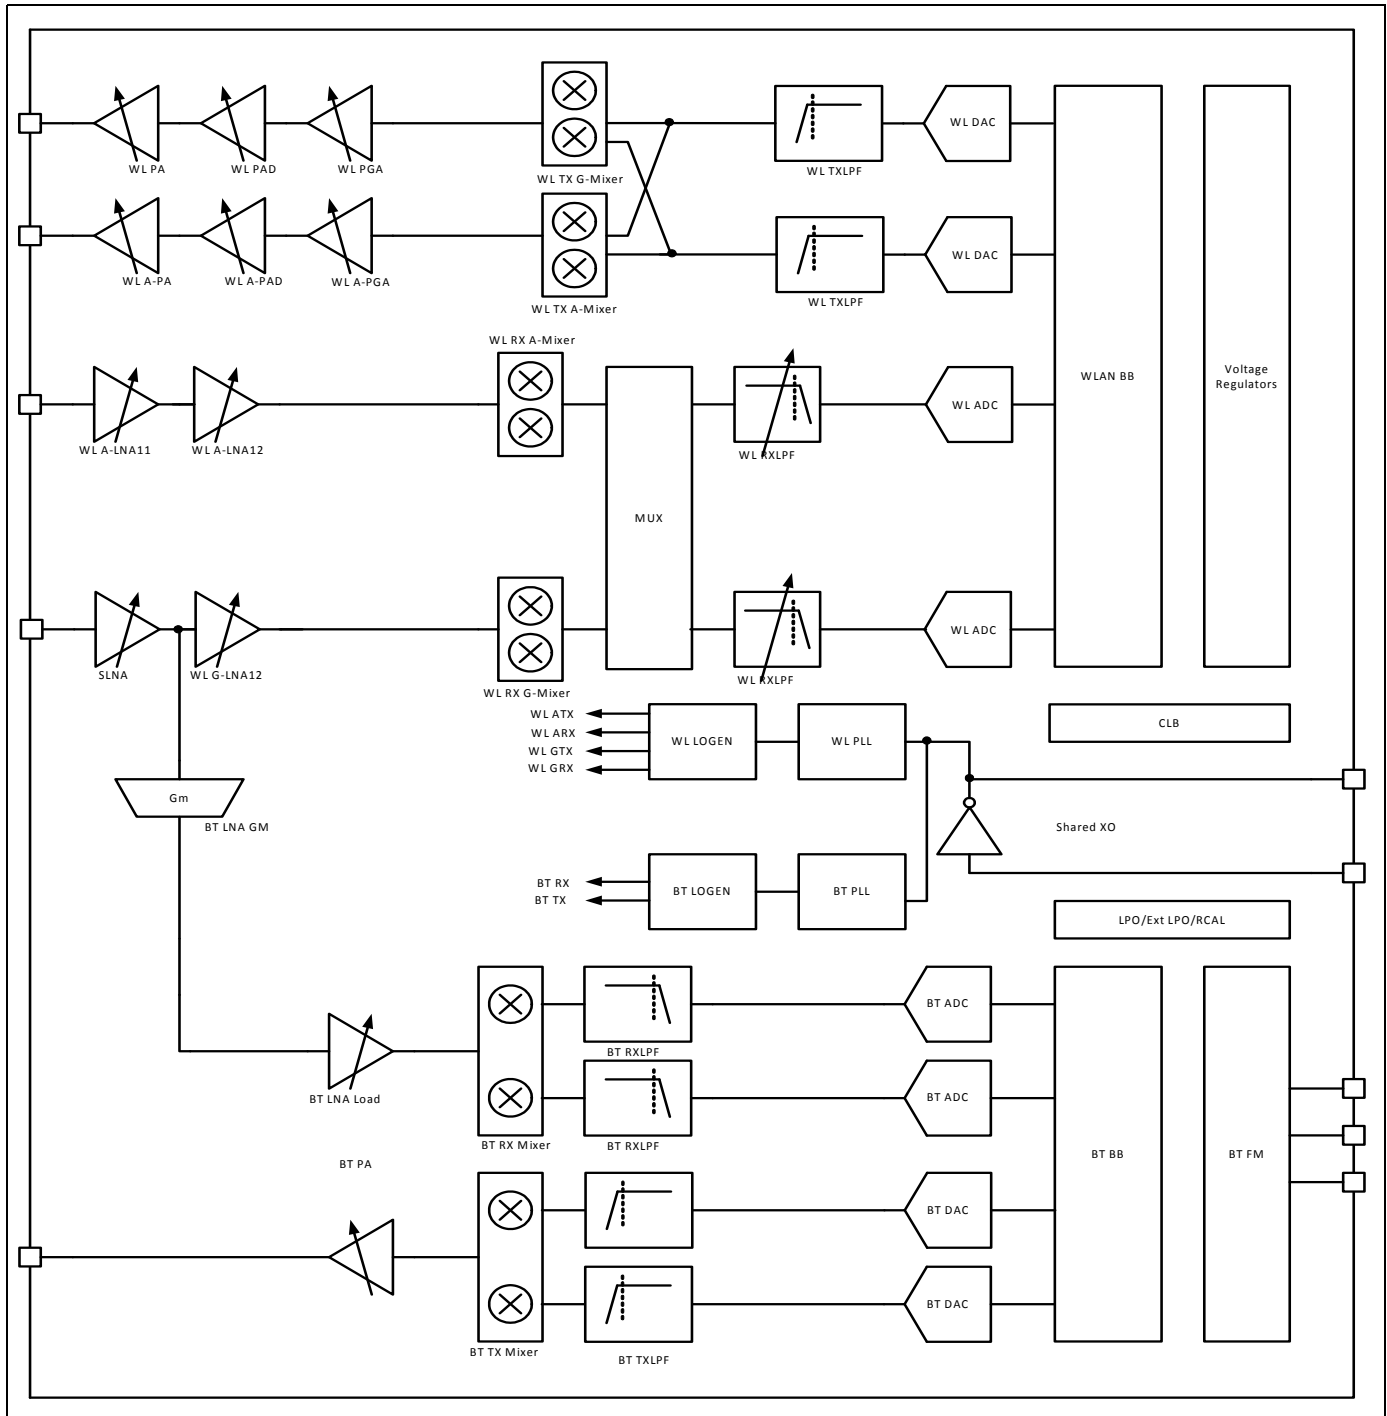 WL DAC
WL PA
WL PAD
WL PGA
WL TX G-Mixer
WL TXLPF
WL DAC
WL A-PA
WL A-PAD
WL A-PGA
WL TX A-Mixer
WL TXLPF
WL RX A-Mixer
WLAN BB
Voltage
Regulators
WL ADC
WL A-LNA11
WL A-LNA12
WL RXLPF
MUX
WL ADC
SLNA
WL G-LNA12
WL RX G-Mixer
WL RXLPF
WL ATX
WL ARX
WL GTX
WL GRX
WL LOGEN
WL PLL
CLB
Gm
BT LNA GM
Shared XO
BT RX
BT TX
BT LOGEN
BT PLL
LPO/Ext LPO/RCAL
BT ADC
BT RXLPF
BT LNA Load
BT ADC
BT RX Mixer
BT RXLPF
BT PA
BT BB
BT FM
BT DAC
BT DAC
BT TX Mixer
BT TXLPF